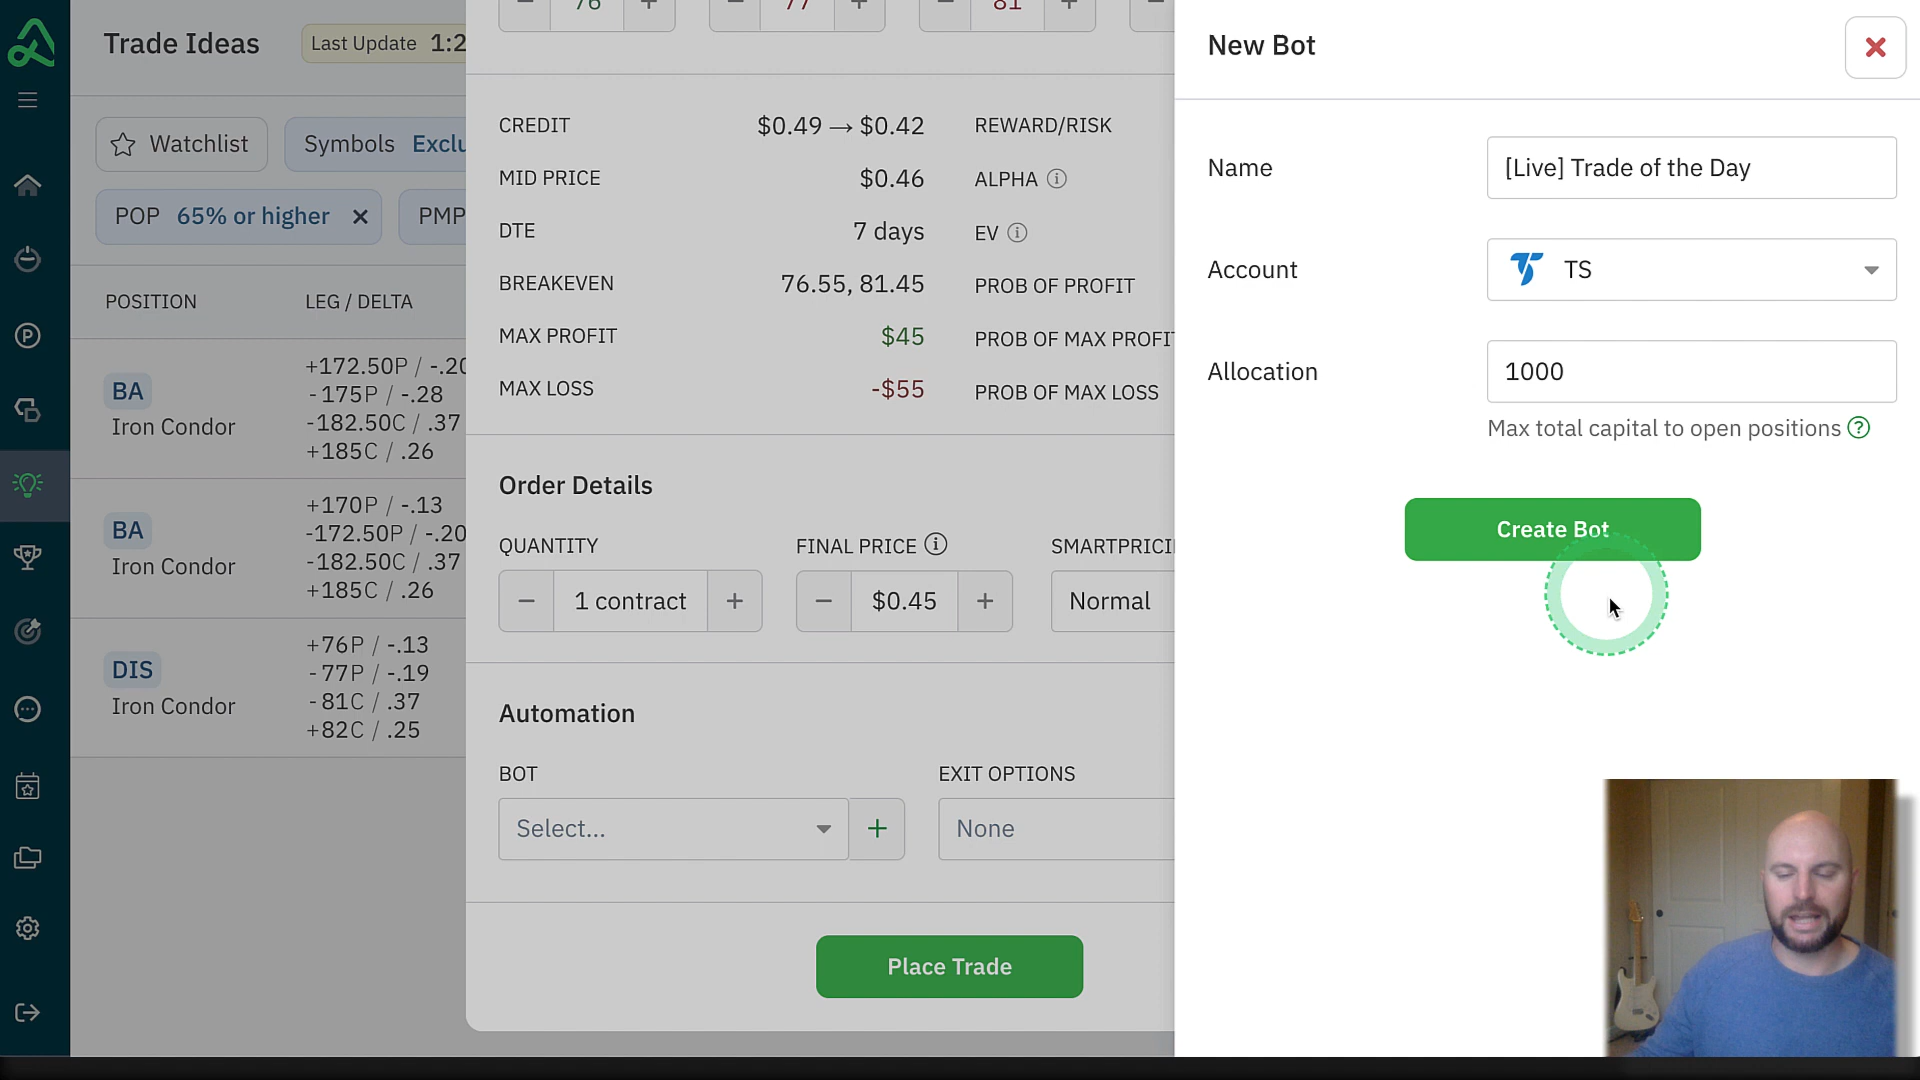 Trade Ideas
Last Update 1:2
Watchlist
Symbols Exclu
POP 65% or higher
PMP
POSITION
LEG / DELTA
BA
Iron Condor
+172.50P / -.20
-175P / -.28
-182.50C / .37
+185C / .26
BA
Iron Condor
+170P / -.13
-172.50P / -.20
-182.50C / .37
+185C / .26
DIS
Iron Condor
+76P / -.13
-77P / -.19
-81C / .37
+82C / .25
− 76 +
− 77 +
− 81 +
CREDIT $0.49 → $0.42
MID PRICE $0.46
DTE 7 days
BREAKEVEN 76.55, 81.45
MAX PROFIT $45
MAX LOSS -$55
REWARD/RISK
ALPHA
EV
PROB OF PROFIT
PROB OF MAX PROFIT
PROB OF MAX LOSS
Order Details
QUANTITY
− 1 contract +
FINAL PRICE
− $0.45 +
SMARTPRICI
Normal
Automation
BOT
Select...
+
EXIT OPTIONS
None
Place Trade
New Bot
Name
[Live] Trade of the Day
Account
TS
Allocation
1000
Max total capital to open positions
Create Bot